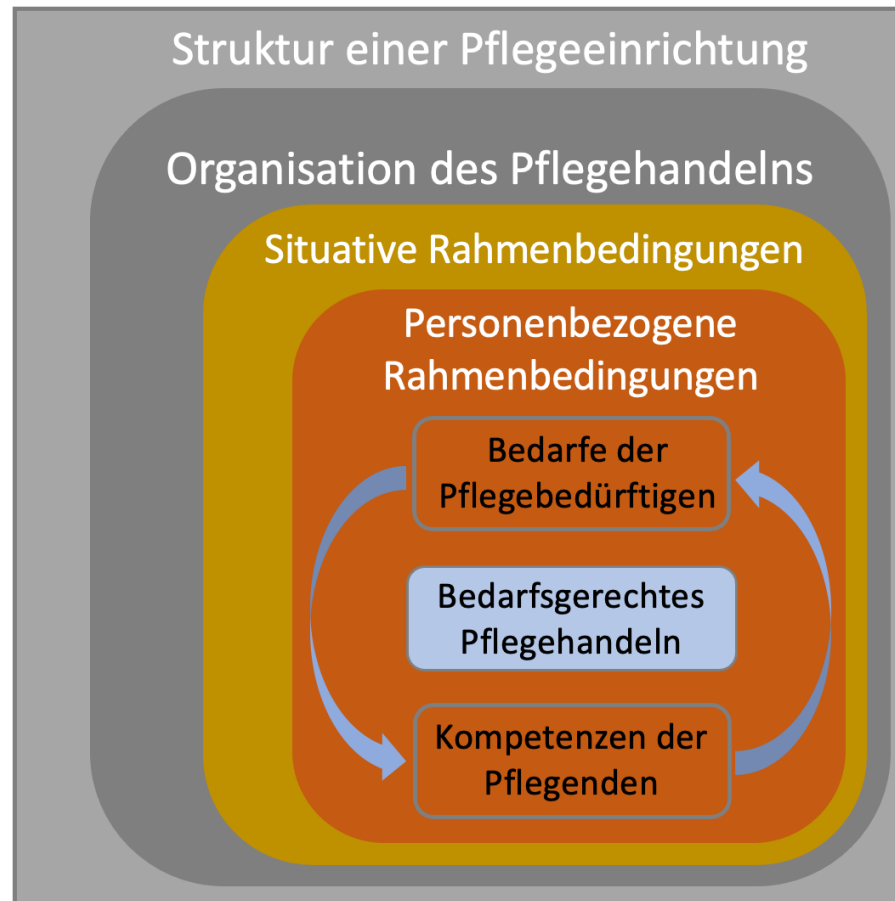 Struktur einer Pflegeeinrichtung
Organisation des Pflegehandelns
Situative Rahmenbedingungen
Personenbezogene
Rahmenbedingungen
Bedarfe der
Pflegebedürftigen
Bedarfsgerechtes
Pflegehandeln
Kompetenzen der
Pflegenden